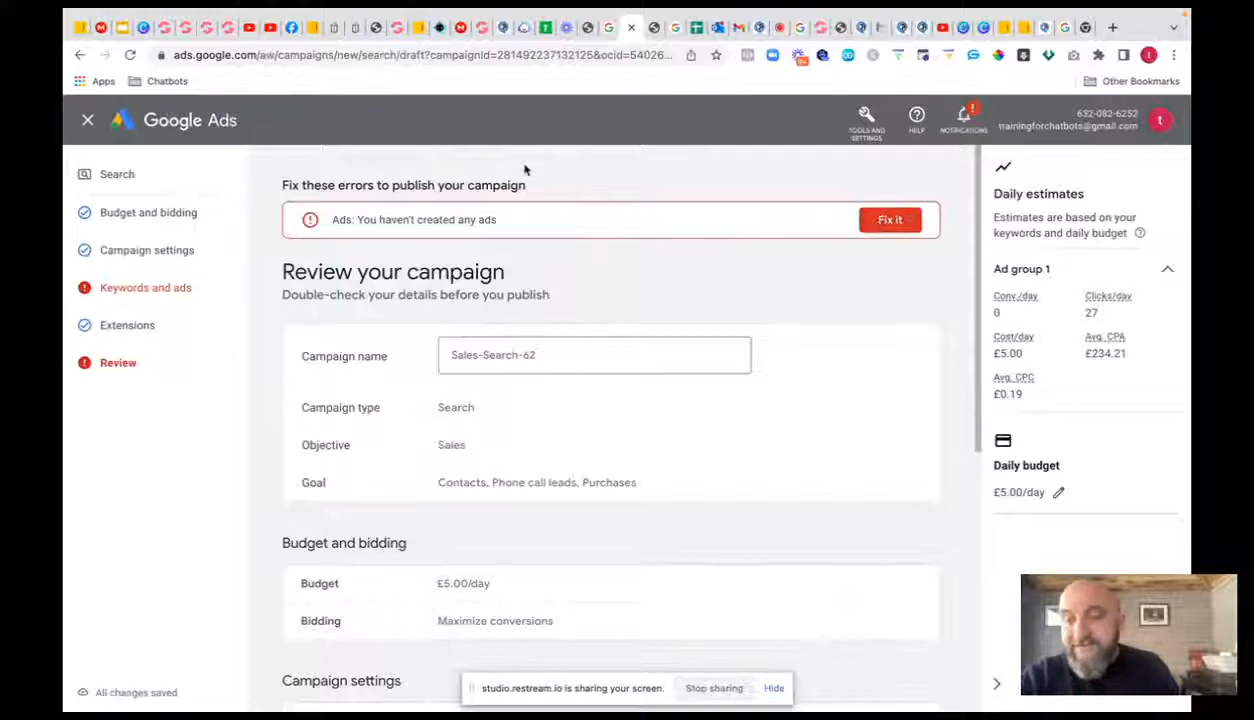 ads.google.com/aw/campaigns/new/search/draft?campaignId=281492237132125&ocid=54026...
Apps
Chatbots
Other Bookmarks
Google Ads
TOOLS AND SETTINGS
HELP
NOTIFICATIONS
632-082-6252
trainingforchatbots@gmail.com
t
Search
Budget and bidding
Campaign settings
Keywords and ads
Extensions
Review
All changes saved
Fix these errors to publish your campaign
Ads: You haven't created any ads
Fix it
Review your campaign
Double-check your details before you publish
Campaign name
Sales-Search-62
Campaign type
Search
Objective
Sales
Goal
Contacts, Phone call leads, Purchases
Budget and bidding
Budget
£5.00/day
Bidding
Maximize conversions
Campaign settings
studio.restream.io is sharing your screen.
Stop sharing
Hide
Daily estimates
Estimates are based on your
keywords and daily budget
Ad group 1
Conv./day
Clicks/day
0
27
Cost/day
Avg. CPA
£5.00
£234.21
Avg. CPC
£0.19
Daily budget
£5.00/day